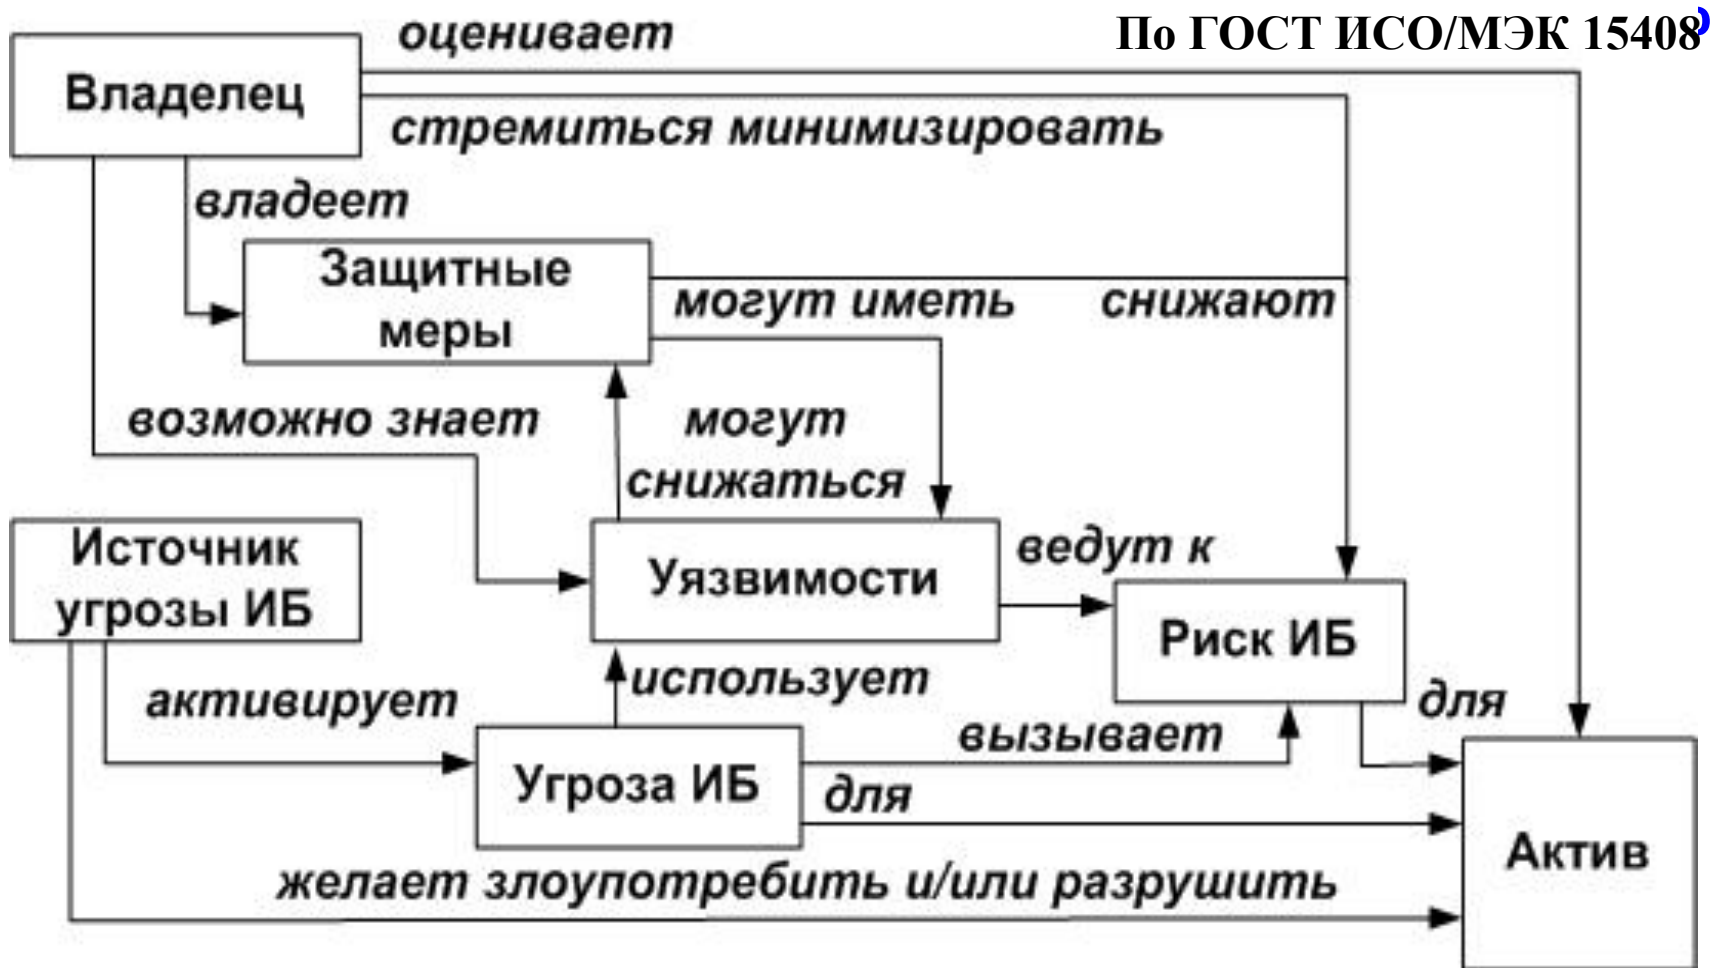 По ГОСТ ИСО/МЭК 15408
оценивает
Владелец
стремиться минимизировать
владеет
Защитные
меры
могут иметь
снижают
возможно знает
могут
снижаться
Источник
угрозы ИБ
Уязвимости
ведут к
Риск ИБ
использует
активирует
для
вызывает
Угроза ИБ
для
Актив
желает злоупотребить и/или разрушить